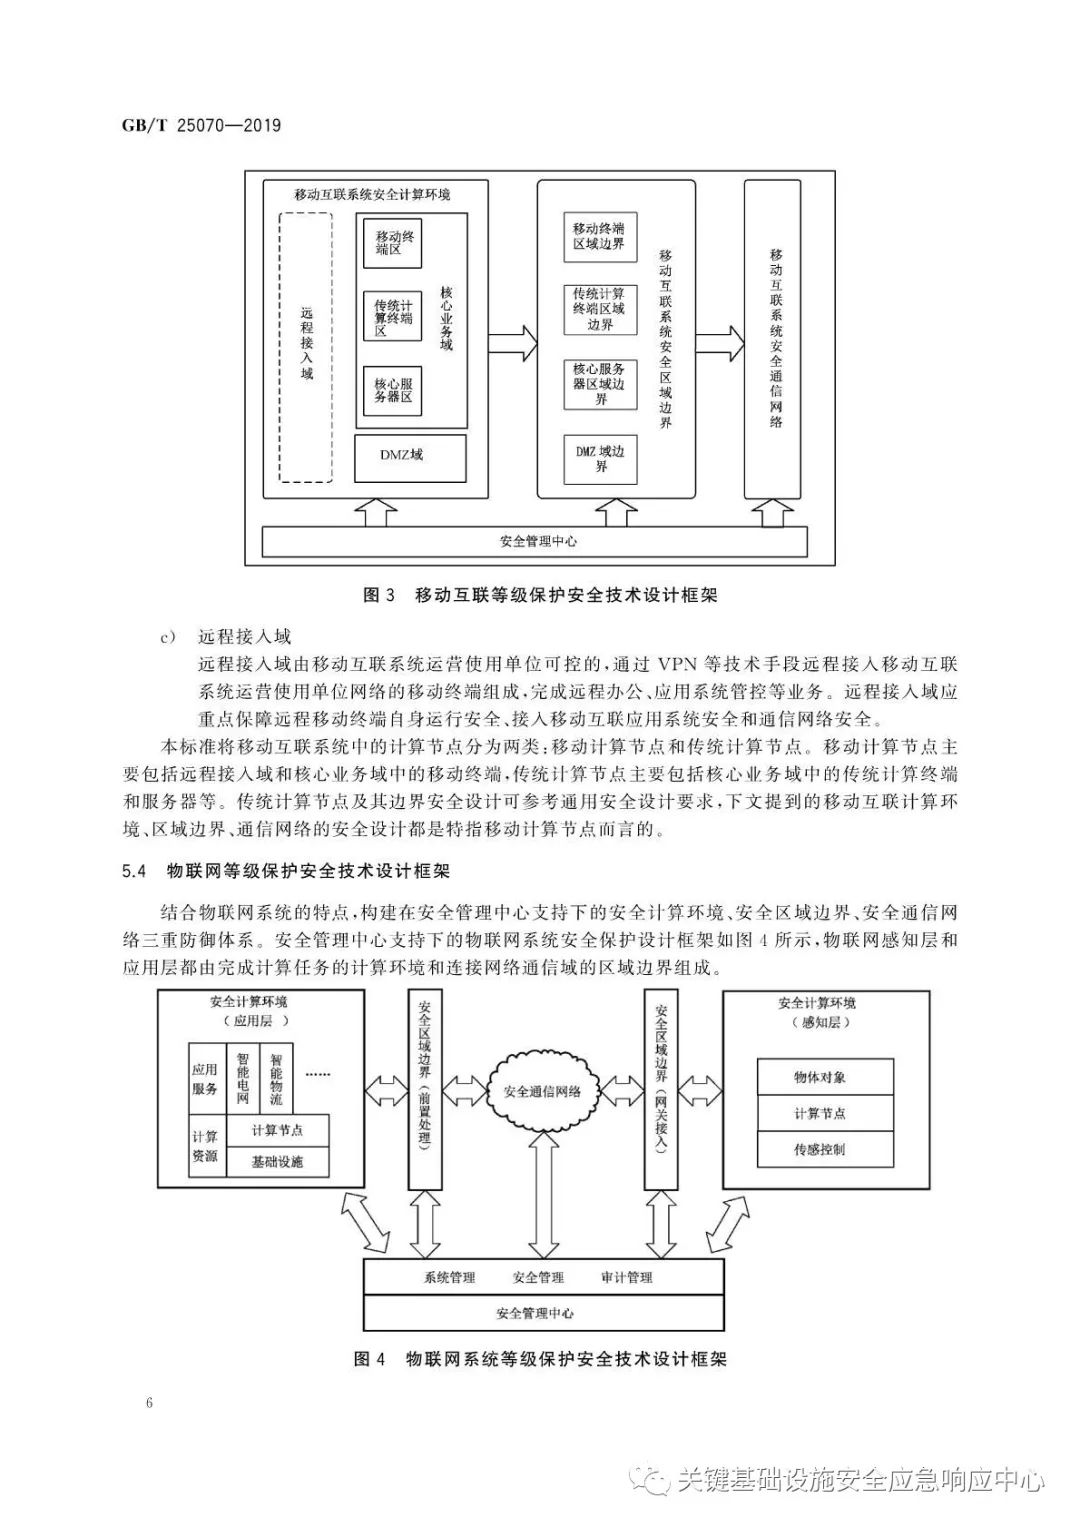 GB/T 25070—2019
移动互联系统安全计算环境
远程接入域
移动终
端区
传统计
算终端
区
核心服
务器区
核心业务域
DMZ域
移动终端
区域边界
传统计算
终端区域
边界
核心服务
器区域边
界
DMZ 域边
界
移动互联系统安全区域边界
移动互联系统安全通信网络
安全管理中心
图 3 移动互联等级保护安全技术设计框架
c) 远程接入域
远程接入域由移动互联系统运营使用单位可控的,通过 VPN 等技术手段远程接入移动互联
系统运营使用单位网络的移动终端组成,完成远程办公、应用系统管控等业务。远程接入域应
重点保障远程移动终端自身运行安全、接入移动互联应用系统安全和通信网络安全。
本标准将移动互联系统中的计算节点分为两类:移动计算节点和传统计算节点。移动计算节点主
要包括远程接入域和核心业务域中的移动终端,传统计算节点主要包括核心业务域中的传统计算终端
和服务器等。传统计算节点及其边界安全设计可参考通用安全设计要求,下文提到的移动互联计算环
境、区域边界、通信网络的安全设计都是特指移动计算节点而言的。
5.4 物联网等级保护安全技术设计框架
结合物联网系统的特点,构建在安全管理中心支持下的安全计算环境、安全区域边界、安全通信网
络三重防御体系。安全管理中心支持下的物联网系统安全保护设计框架如图 4 所示,物联网感知层和
应用层都由完成计算任务的计算环境和连接网络通信域的区域边界组成。
安全计算环境
(应用层)
应用
服务
智能电网
智能物流
……
计算
资源
计算节点
基础设施
安全区域边界(前置处理)
安全通信网络
安全区域边界(网关接入)
安全计算环境
(感知层)
物体对象
计算节点
传感控制
系统管理 安全管理 审计管理
安全管理中心
图 4 物联网系统等级保护安全技术设计框架
6
关键基础设施安全应急响应中心